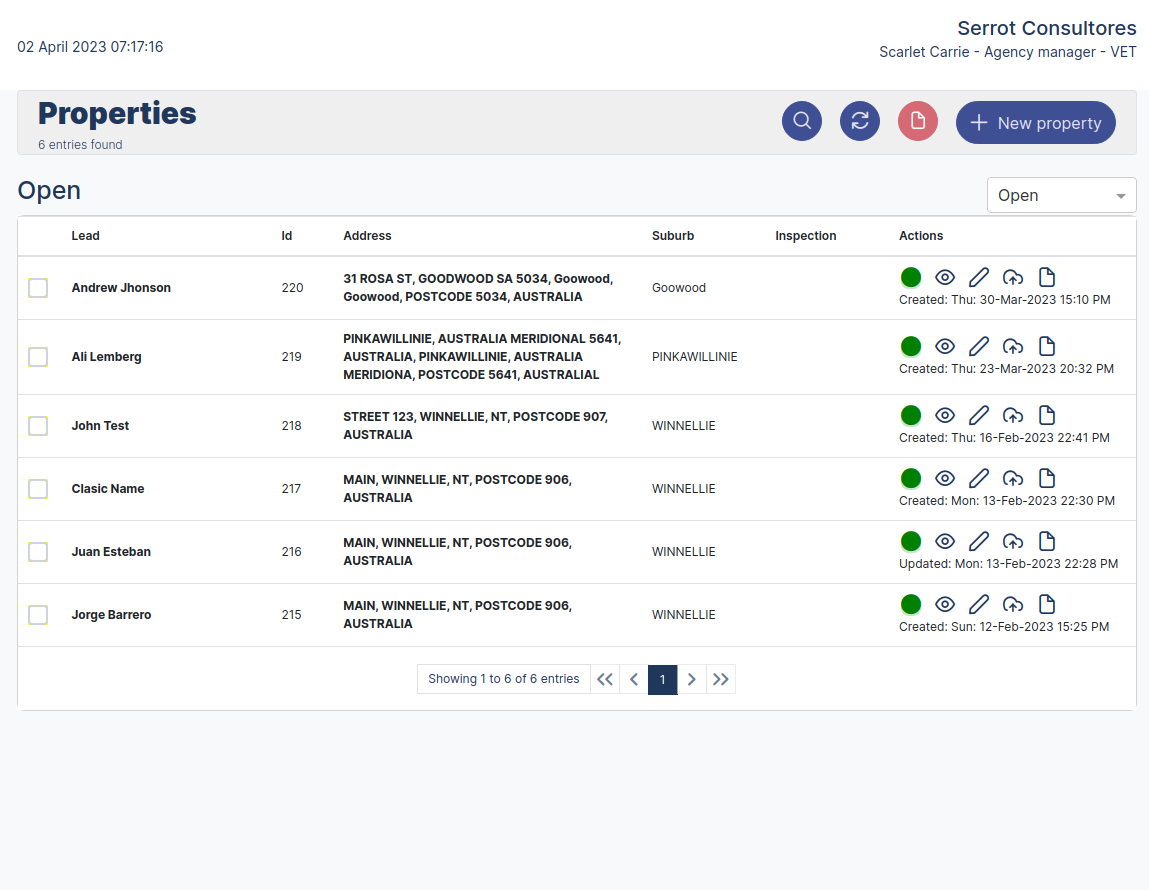 Serrot Consultores
02 April 2023 07:17:16
Scarlet Carrie - Agency manager - VET
Properties
6 entries found
New property
Open
Open
Lead Id Address Suburb Inspection Actions
Andrew Jhonson 220 31 ROSA ST, GOODWOOD SA 5034, Goowood, Goowood
Goowood, POSTCODE 5034, AUSTRALIA
Created: Thu: 30-Mar-2023 15:10 PM
PINKAWILLINIE, AUSTRALIA MERIDIONAL 5641,
Ali Lemberg 219 AUSTRALIA, PINKAWILLINIE, AUSTRALIA PINKAWILLINIE
MERIDIONA, POSTCODE 5641, AUSTRALIAL
Created: Thu: 23-Mar-2023 20:32 PM
John Test 218 STREET 123, WINNELLIE, NT, POSTCODE 907, WINNELLIE
AUSTRALIA
Created: Thu: 16-Feb-2023 22:41 PM
Clasic Name 217 MAIN, WINNELLIE, NT, POSTCODE 906, WINNELLIE
AUSTRALIA
Created: Mon: 13-Feb-2023 22:30 PM
Juan Esteban 216 MAIN, WINNELLIE, NT, POSTCODE 906, WINNELLIE
AUSTRALIA
Updated: Mon: 13-Feb-2023 22:28 PM
Jorge Barrero 215 MAIN, WINNELLIE, NT, POSTCODE 906, WINNELLIE
AUSTRALIA
Created: Sun: 12-Feb-2023 15:25 PM
Showing 1 to 6 of 6 entries 1